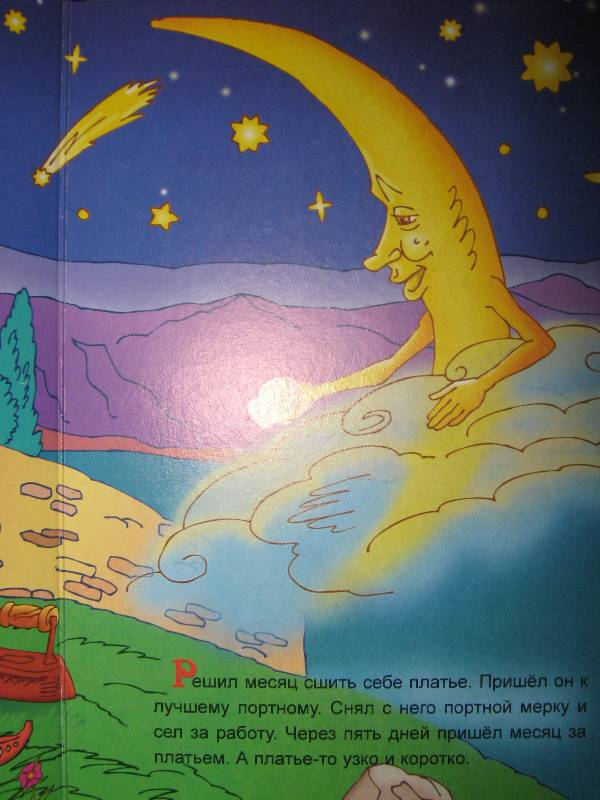 Решил месяц сшить себе платье. Пришёл он к
лучшему портному. Снял с него портной мерку и
сел за работу. Через пять дней пришёл месяц за
платьем. А платье-то узко и коротко.